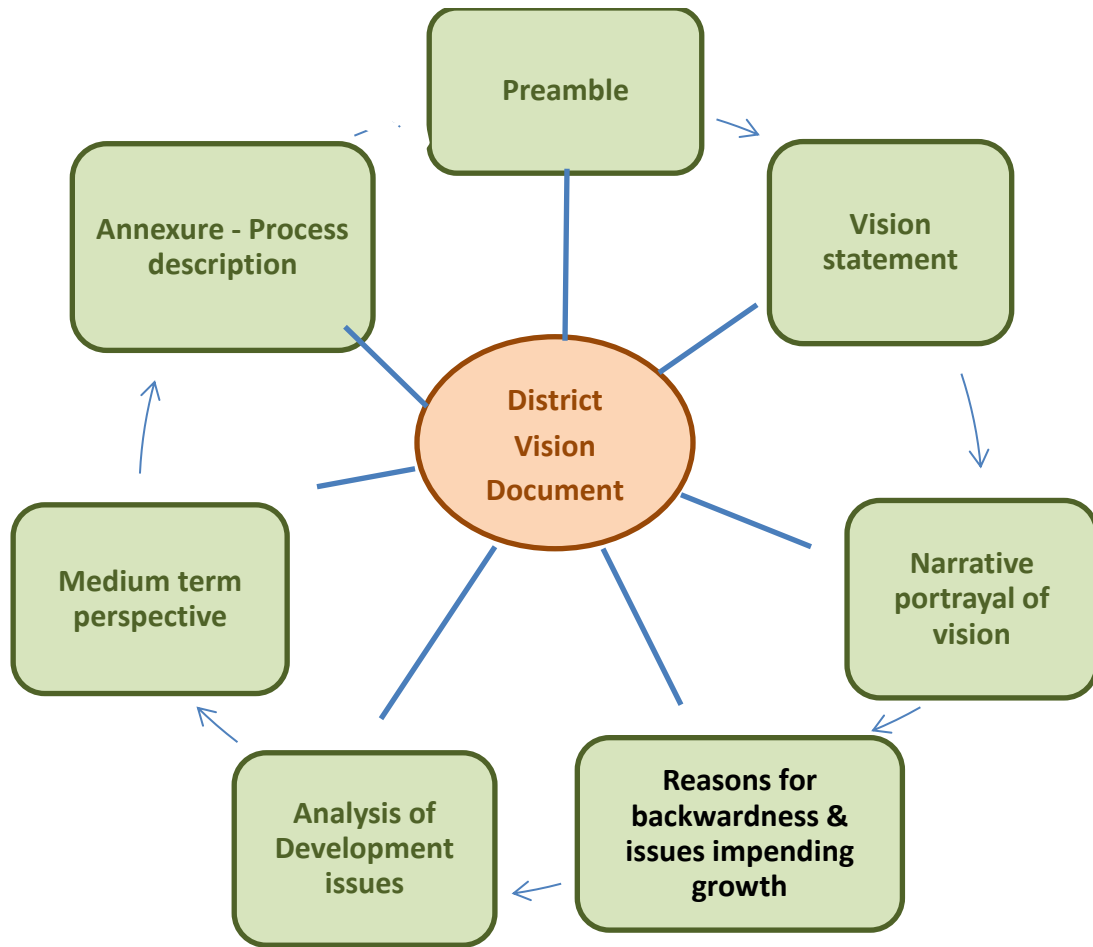 Preamble
Vision
statement
Narrative
portrayal of
vision
Reasons for
backwardness &
issues impending
growth
Analysis of
Development
issues
Medium term
perspective
Annexure - Process
description
District
Vision
Document